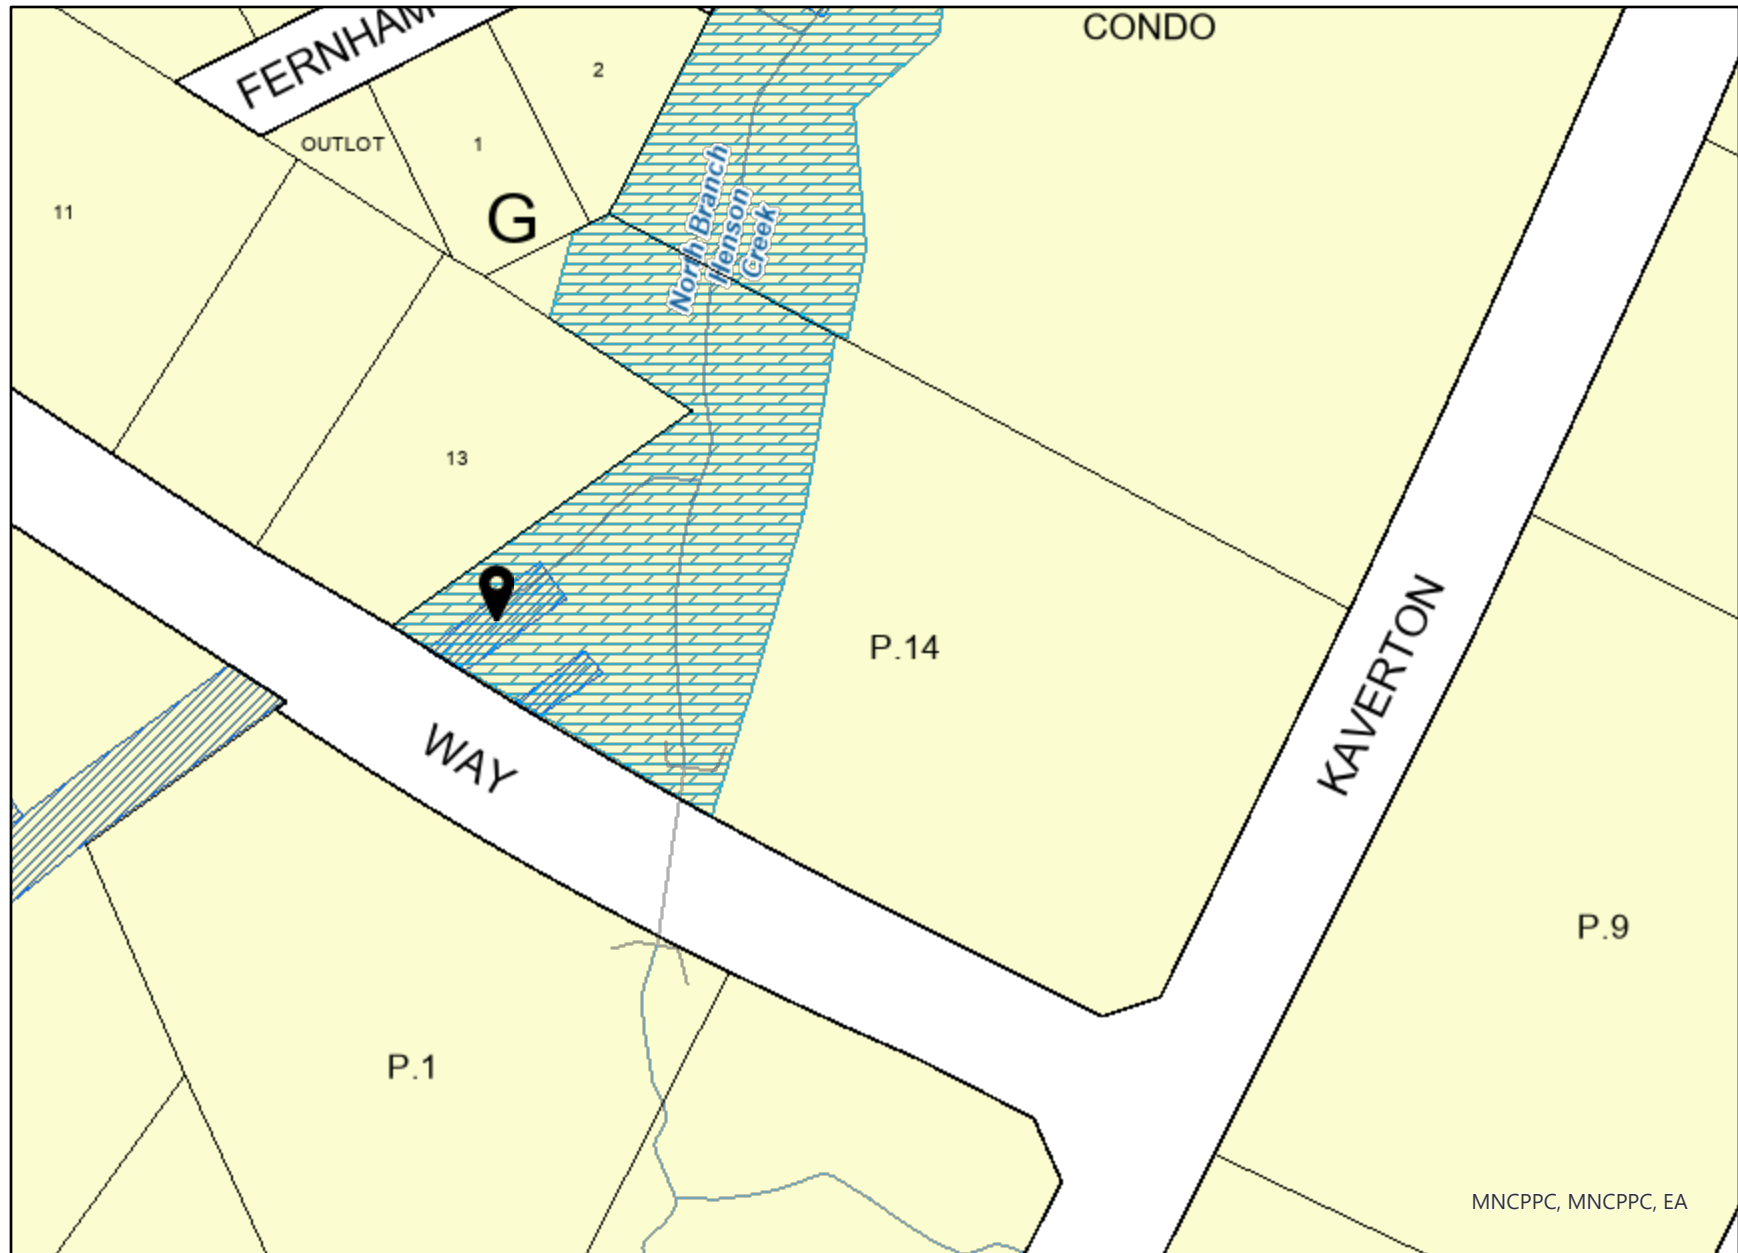 CONDO
FERNHAM
2
OUTLOT
1
11
G
North Branch
Henson
Creek
13
P.14
KAVERTON
WAY
P.9
P.1
MNCPPC, MNCPPC, EA